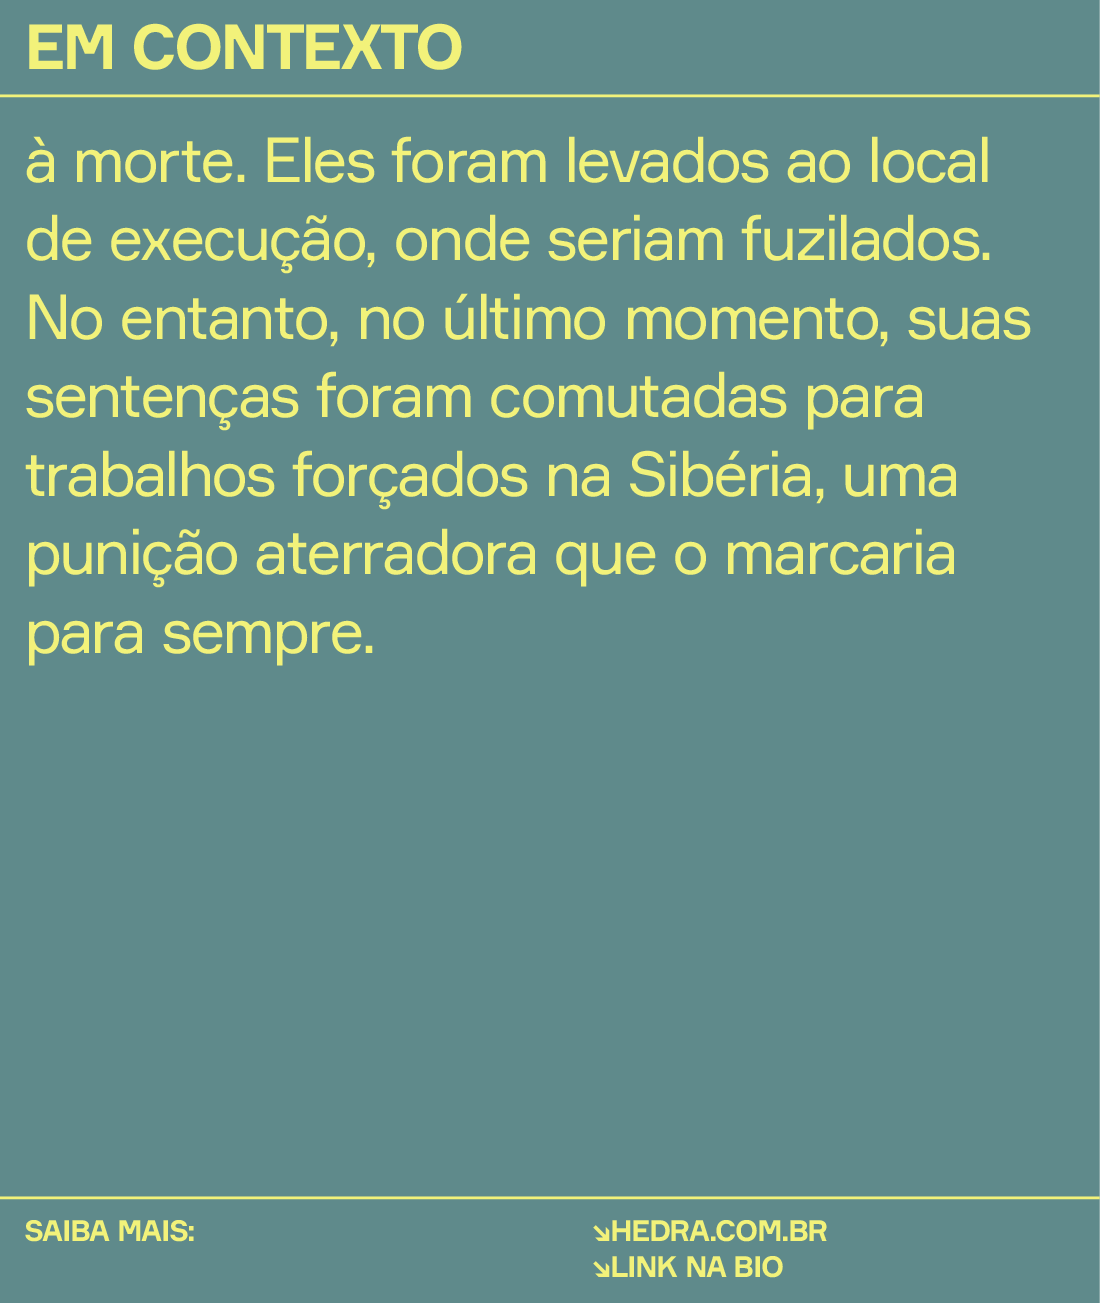 EM CONTEXTO
à morte. Eles foram levados ao local
de execução, onde seriam fuzilados.
No entanto, no último momento, suas
sentenças foram comutadas para
trabalhos forçados na Sibéria, uma
punição aterradora que o marcaria
para sempre.
SAIBA MAIS:
↘HEDRA.COM.BR
↘LINK NA BIO